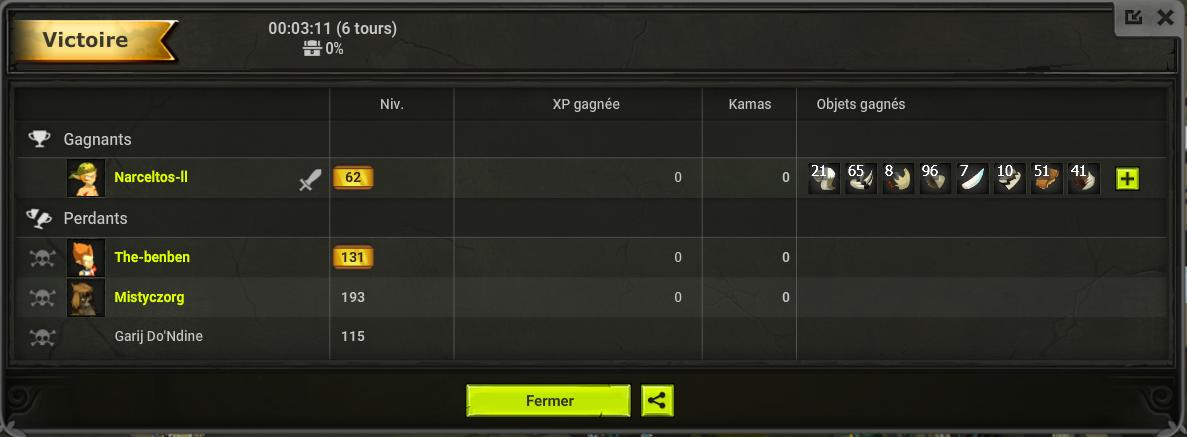 Victoire
00:03:11 (6 tours)
0%
Niv. XP gagnée Kamas Objets gagnés
Gagnants
Narceltos-ll 62 0 0 21 65 8 96 7 10 51 41
Perdants
The-benben 131 0 0
Mistyczorg 193 0 0
Garij Do'Ndine 115
Fermer